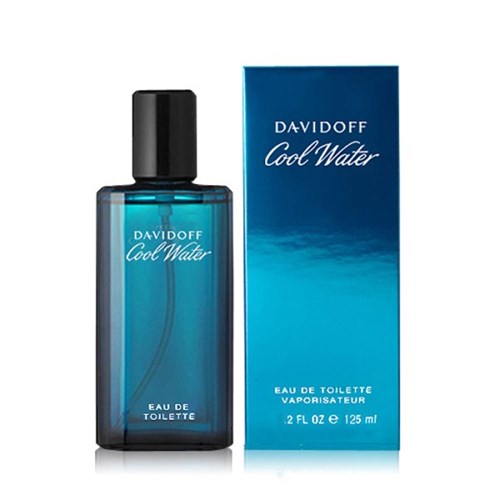 DAVIDOFF
Cool Water
EAU DE
TOILETTE
DAVIDOFF
Cool Water
EAU DE TOILETTE
VAPORISATEUR
.2 FL OZ e 125 ml